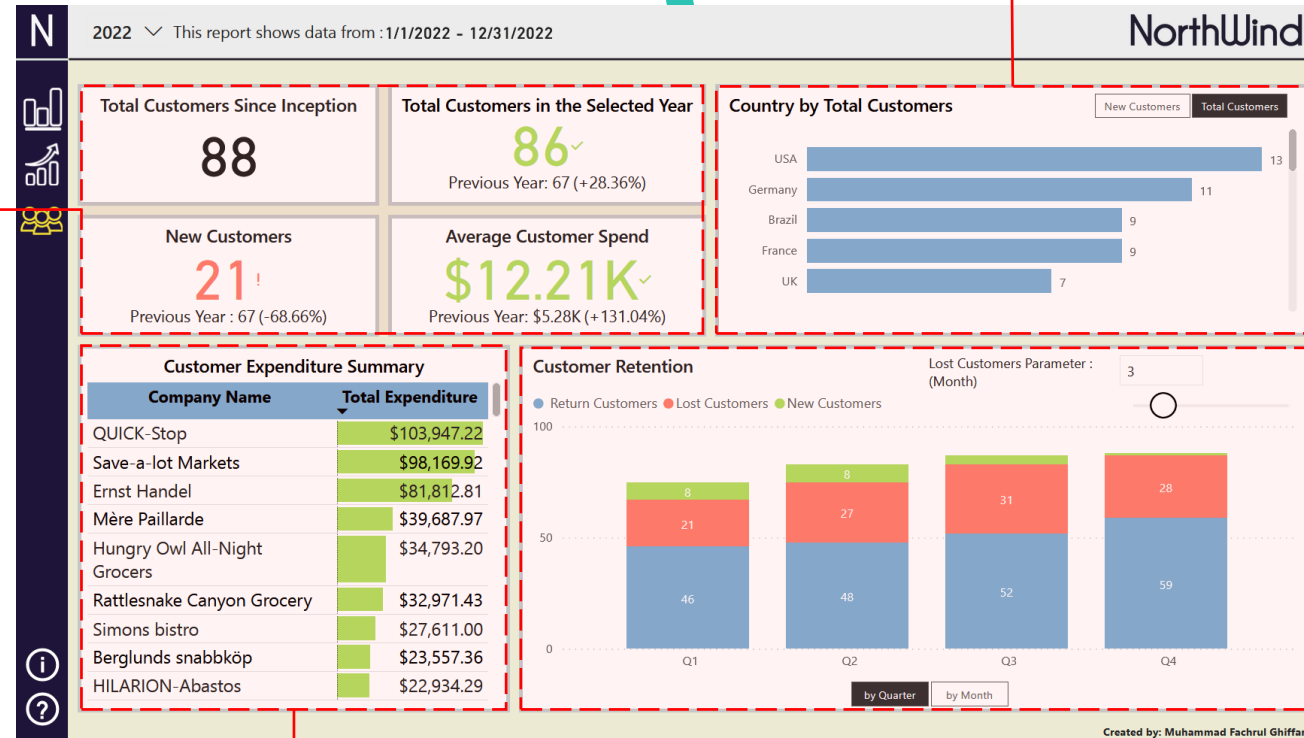 N
2022 This report shows data from : 1/1/2022 - 12/31/2022
NorthWind
Total Customers Since Inception
88
Total Customers in the Selected Year
86
Previous Year: 67 (+28.36%)
New Customers
21 !
Previous Year : 67 (-68.66%)
Average Customer Spend
$12.21K
Previous Year: $5.28K (+131.04%)
Country by Total Customers
New Customers Total Customers
USA 13
Germany 11
Brazil 9
France 9
UK 7
Customer Expenditure Summary
Company Name Total Expenditure
QUICK-Stop $103,947.22
Save-a-lot Markets $98,169.92
Ernst Handel $81,812.81
Mère Paillarde $39,687.97
Hungry Owl All-Night $34,793.20
Grocers
Rattlesnake Canyon Grocery $32,971.43
Simons bistro $27,611.00
Berglunds snabbköp $23,557.36
HILARION-Abastos $22,934.29
Customer Retention
Lost Customers Parameter :
(Month)
3
Return Customers Lost Customers New Customers
100
50
0
8
21
46
8
27
48
31
52
28
59
Q1 Q2 Q3 Q4
by Quarter by Month
i
?
Created by: Muhammad Fachrul Ghiffar